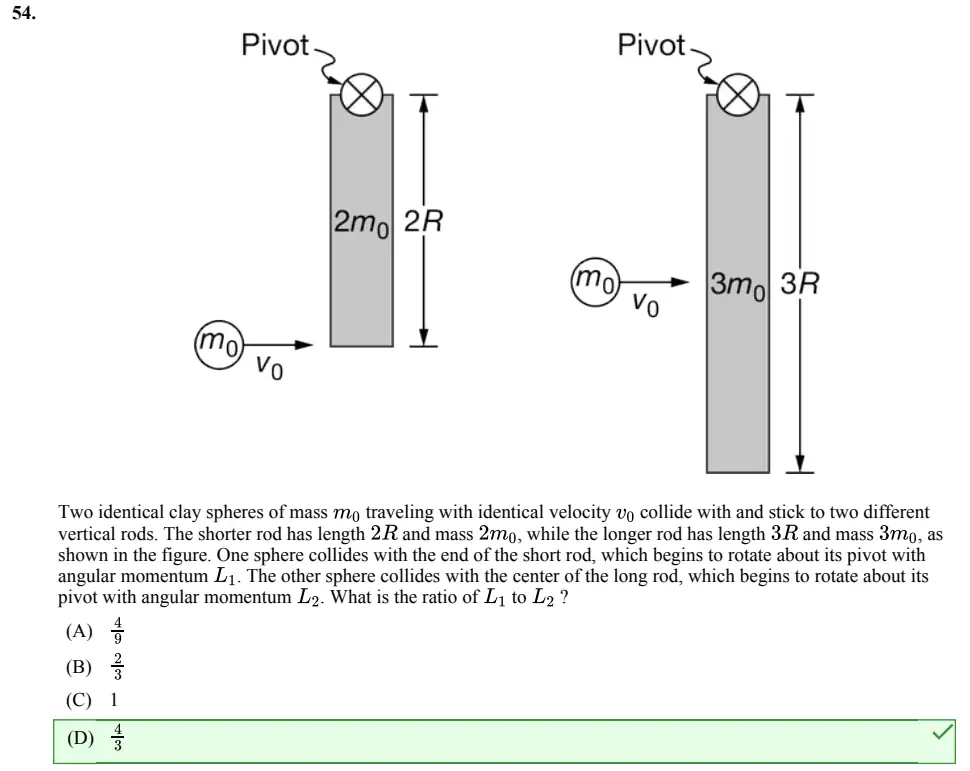 54.
Pivot
2m₀ 2R
m₀
v₀
Pivot
m₀
v₀
3m₀ 3R
Two identical clay spheres of mass m₀ traveling with identical velocity v₀ collide with and stick to two different
vertical rods. The shorter rod has length 2R and mass 2m₀, while the longer rod has length 3R and mass 3m₀, as
shown in the figure. One sphere collides with the end of the short rod, which begins to rotate about its pivot with
angular momentum L₁. The other sphere collides with the center of the long rod, which begins to rotate about its
pivot with angular momentum L₂. What is the ratio of L₁ to L₂ ?
(A) 4/9
(B) 2/3
(C) 1
(D) 4/3